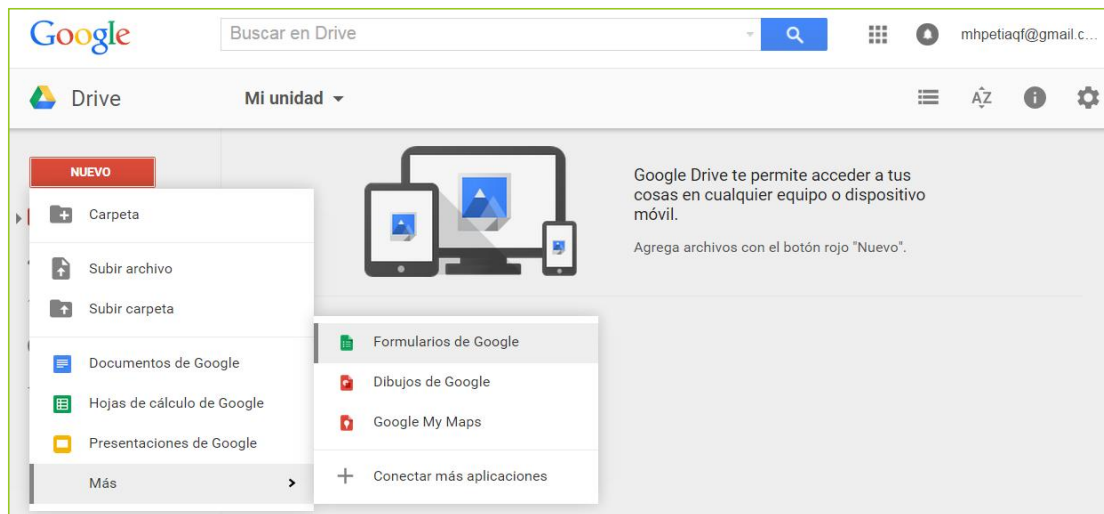 Google
Buscar en Drive
mhpetiaqf@gmail.c...
Drive
Mi unidad
AZ
NUEVO
Carpeta
Subir archivo
Subir carpeta
Documentos de Google
Hojas de cálculo de Google
Presentaciones de Google
Más
Google Drive te permite acceder a tus
cosas en cualquier equipo o dispositivo
móvil.
Agrega archivos con el botón rojo "Nuevo".
Formularios de Google
Dibujos de Google
Google My Maps
Conectar más aplicaciones